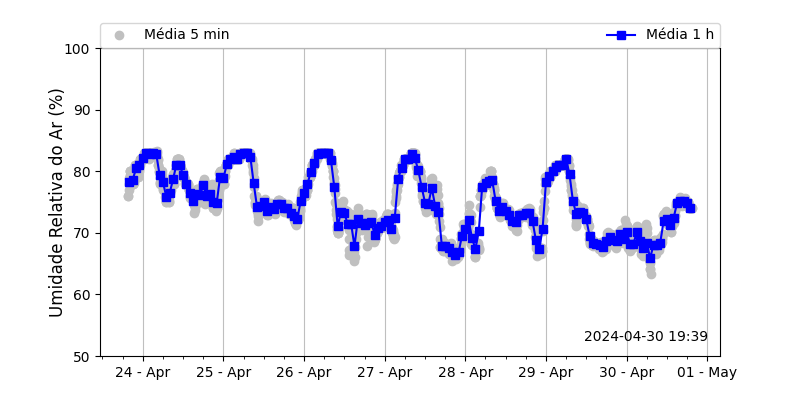 Média 5 min
Média 1 h
Umidade Relativa do Ar (%)
100
90
80
70
60
50
2024-04-30 19:39
24 - Apr
25 - Apr
26 - Apr
27 - Apr
28 - Apr
29 - Apr
30 - Apr
01 - May